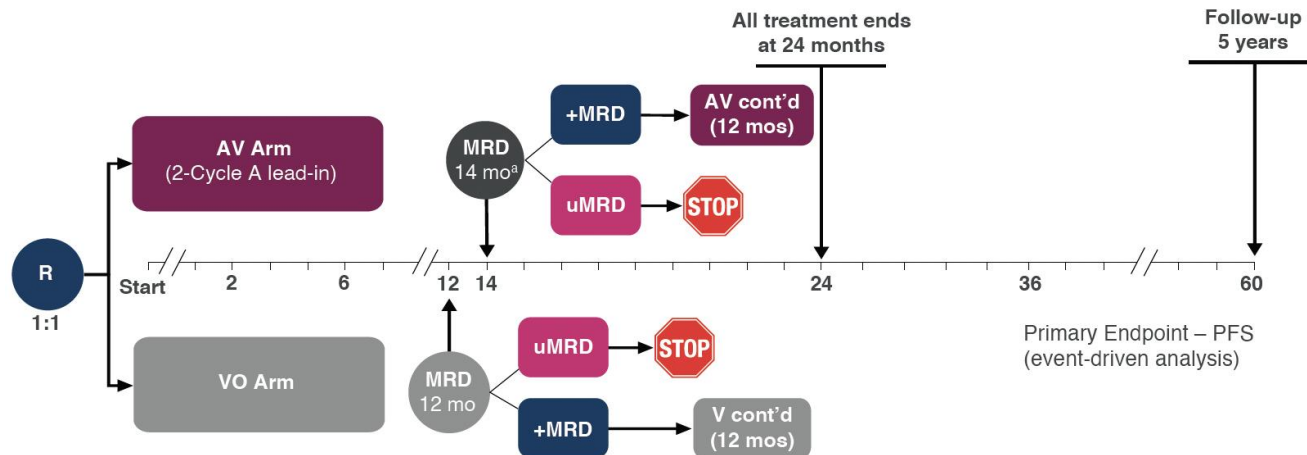 All treatment ends
at 24 months
Follow-up
5 years
AV Arm
(2-Cycle A lead-in)
MRD
14 moᵃ
+MRD
AV cont’d
(12 mos)
uMRD
STOP
R
1:1
Start
2
6
12
14
24
36
60
VO Arm
MRD
12 mo
uMRD
STOP
+MRD
V cont’d
(12 mos)
Primary Endpoint – PFS
(event-driven analysis)